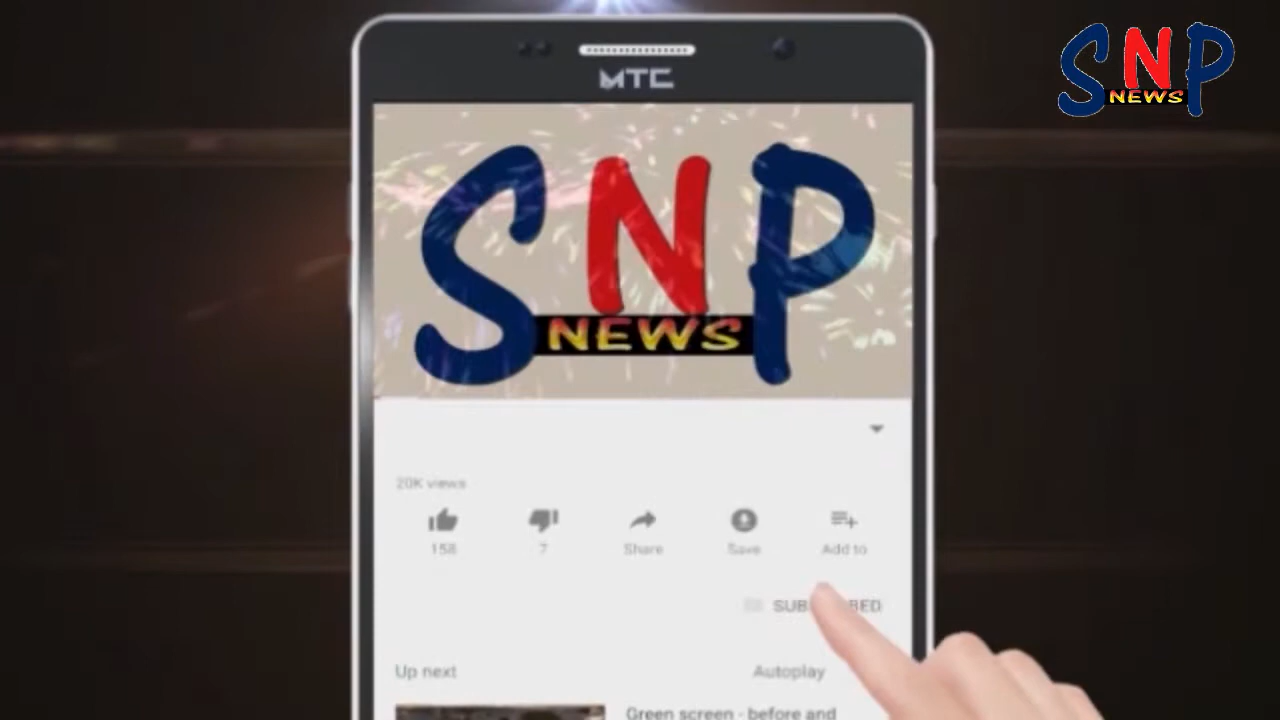 SNP
NEWS
MTC
SNP
NEWS
20K views
158
7
Share
Save
Add to
Up next
Autoplay
Green screen - before and